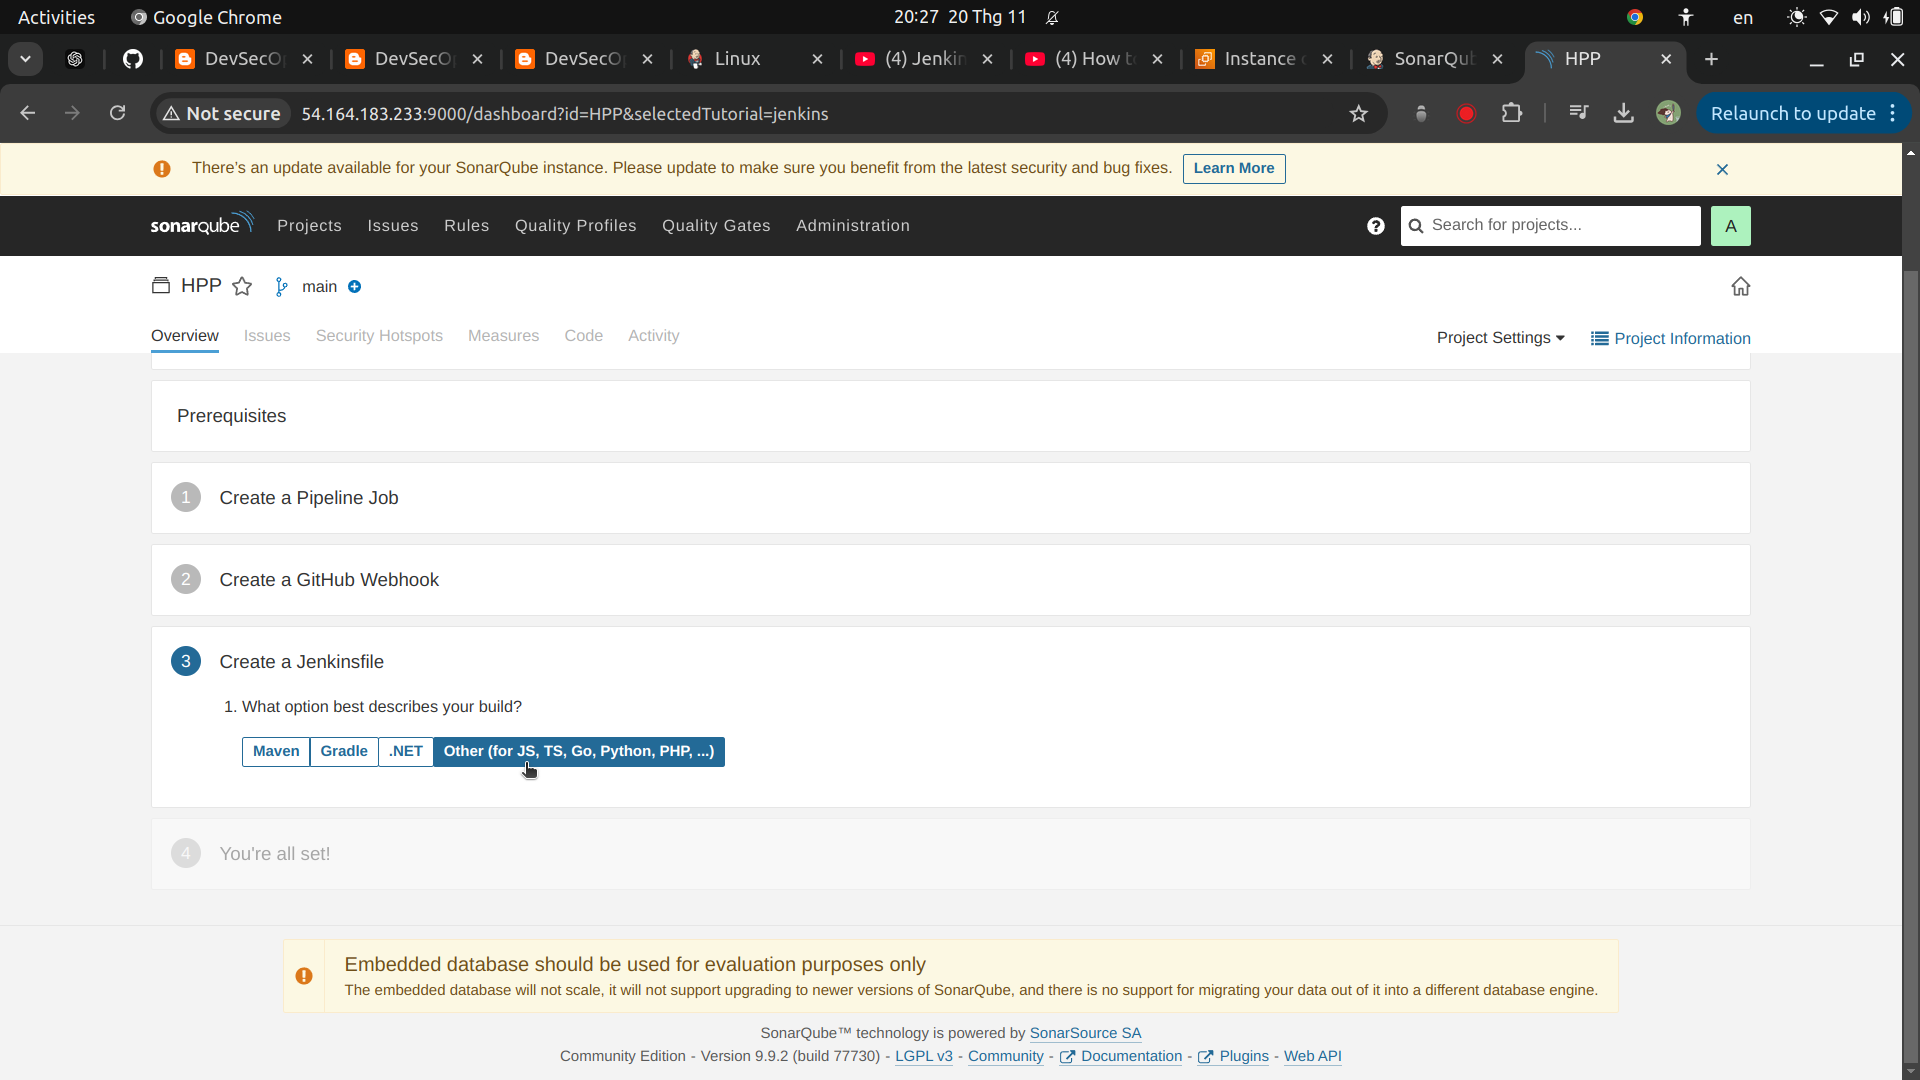 Activities
Google Chrome
20:27 20 Thg 11
en
DevSecO
DevSecO
DevSecO
Linux
(4) Jenkin
(4) How t
Instance
SonarQub
HPP
Not secure
54.164.183.233:9000/dashboard?id=HPP&selectedTutorial=jenkins
Relaunch to update
There's an update available for your SonarQube instance. Please update to make sure you benefit from the latest security and bug fixes.
Learn More
sonarqube
Projects
Issues
Rules
Quality Profiles
Quality Gates
Administration
Search for projects...
A
HPP
main
Overview
Issues
Security Hotspots
Measures
Code
Activity
Project Settings
Project Information
Prerequisites
1 Create a Pipeline Job
2 Create a GitHub Webhook
3 Create a Jenkinsfile
1. What option best describes your build?
Maven
Gradle
.NET
Other (for JS, TS, Go, Python, PHP, ...)
4 You're all set!
Embedded database should be used for evaluation purposes only
The embedded database will not scale, it will not support upgrading to newer versions of SonarQube, and there is no support for migrating your data out of it into a different database engine.
SonarQube™ technology is powered by SonarSource SA
Community Edition - Version 9.9.2 (build 77730) - LGPL v3 - Community - Documentation - Plugins - Web API